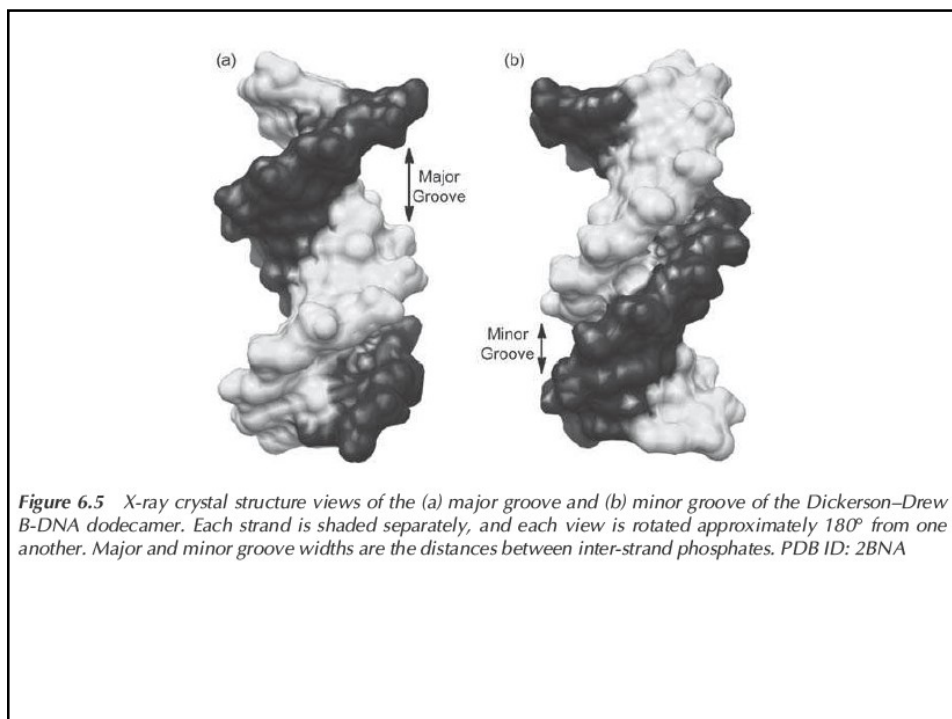 (a)
(b)
Major
Groove
Minor
Groove
Figure 6.5 X-ray crystal structure views of the (a) major groove and (b) minor groove of the Dickerson–Drew
B-DNA dodecamer. Each strand is shaded separately, and each view is rotated approximately 180° from one
another. Major and minor groove widths are the distances between inter-strand phosphates. PDB ID: 2BNA